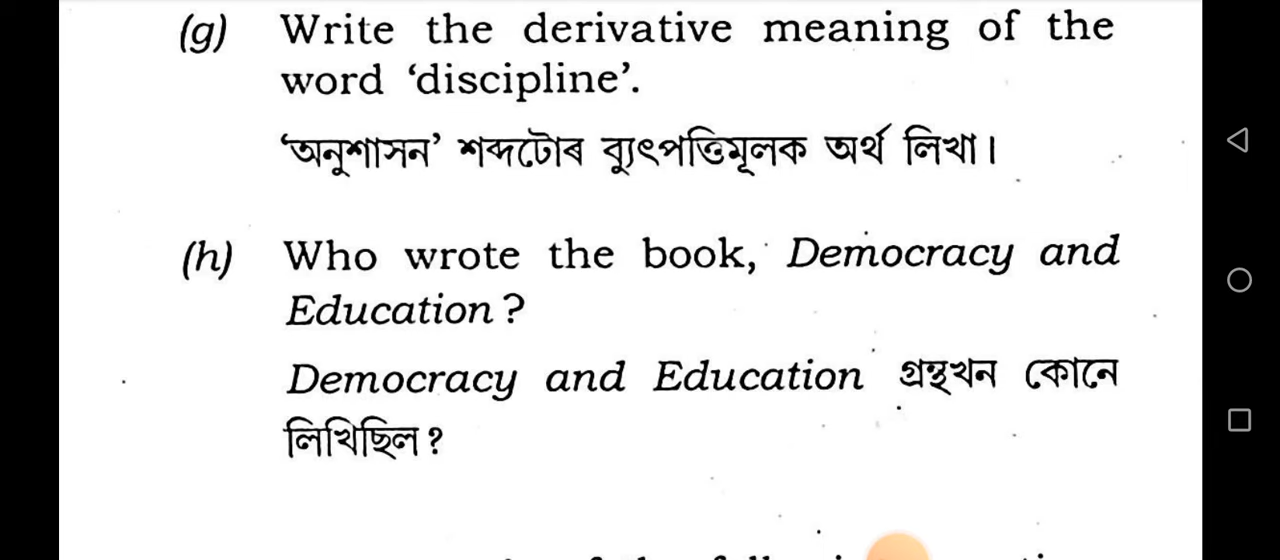 (g) Write the derivative meaning of the
word ‘discipline’.
‘অনুশাসন’ শব্দটোৰ ব্যুৎপত্তিমূলক অৰ্থ লিখা।
(h) Who wrote the book, Democracy and
Education ?
Democracy and Education গ্ৰন্থখন কোনে
লিখিছিল ?